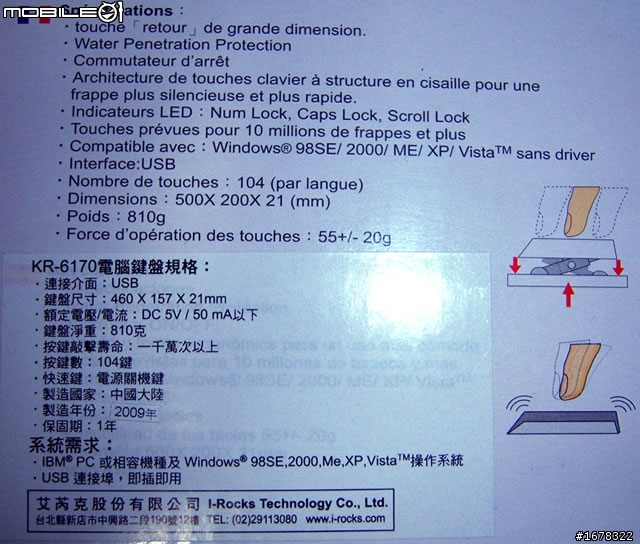 MOBILE01
Spécifications :
· touche「retour」de grande dimension.
· Water Penetration Protection
· Commutateur d'arrêt
· Architecture de touches clavier à structure en cisaille pour une
frappe plus silencieuse et plus rapide.
· Indicateurs LED : Num Lock, Caps Lock, Scroll Lock
· Touches prévues pour 10 millions de frappes et plus
· Compatible avec : Windows® 98SE/ 2000/ ME/ XP/ Vista™ sans driver
· Interface:USB
· Nombre de touches : 104 (par langue)
· Dimensions : 500X 200X 21 (mm)
· Poids : 810g
· Force d'opération des touches : 55+/- 20g
KR-6170電腦鍵盤規格：
· 連接介面：USB
· 鍵盤尺寸：460 X 157 X 21mm
· 額定電壓/電流：DC 5V / 50 mA以下
· 鍵盤淨重：810克
· 按鍵敲擊壽命：一千萬次以上
· 按鍵數：104鍵
· 快速鍵：電源關機鍵
· 製造國家：中國大陸
· 製造年份：2009年
· 保固期：1年
系統需求：
· IBM® PC 或相容機種及 Windows® 98SE,2000,Me,XP,Vista™操作系統
· USB 連接埠，即插即用
艾芮克股份有限公司 I-Rocks Technology Co., Ltd.
台北縣新店市中興路二段190號12樓 TEL: (02)29113080 www.i-rocks.com
#1678322